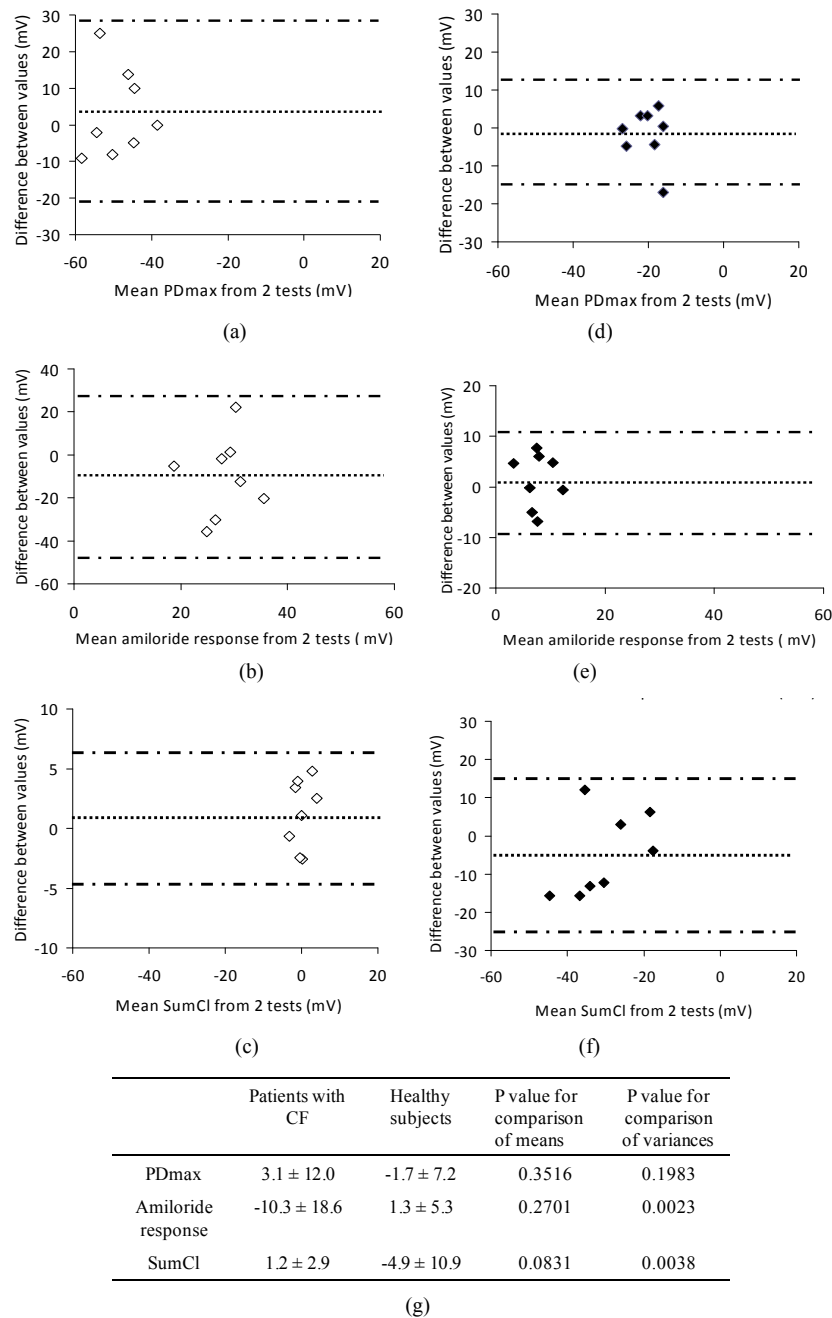 Difference between values (mV)
30
20
10
0
-10
-20
-30
-60 -40 -20 0 20
Mean PDmax from 2 tests (mV)
(a)
Difference between values (mV)
30
20
10
0
-10
-20
-30
-60 -40 -20 0 20
Mean PDmax from 2 tests (mV)
(d)
Difference between values (mV)
40
20
0
-20
-40
-60
0 20 40 60
Mean amiloride response from 2 tests ( mV)
(b)
Difference between values (mV)
20
10
0
-10
-20
0 20 40 60
Mean amiloride response from 2 tests ( mV)
(e)
Difference between values (mV)
10
5
0
-5
-10
-60 -40 -20 0 20
Mean SumCl from 2 tests (mV)
(c)
Difference between values (mV)
30
20
10
0
-10
-20
-30
-60 -40 -20 0 20
Mean SumCl from 2 tests (mV)
(f)
Patients with CF Healthy subjects P value for comparison of means P value for comparison of variances
PDmax 3.1 ± 12.0 -1.7 ± 7.2 0.3516 0.1983
Amiloride response -10.3 ± 18.6 1.3 ± 5.3 0.2701 0.0023
SumCl 1.2 ± 2.9 -4.9 ± 10.9 0.0831 0.0038
(g)